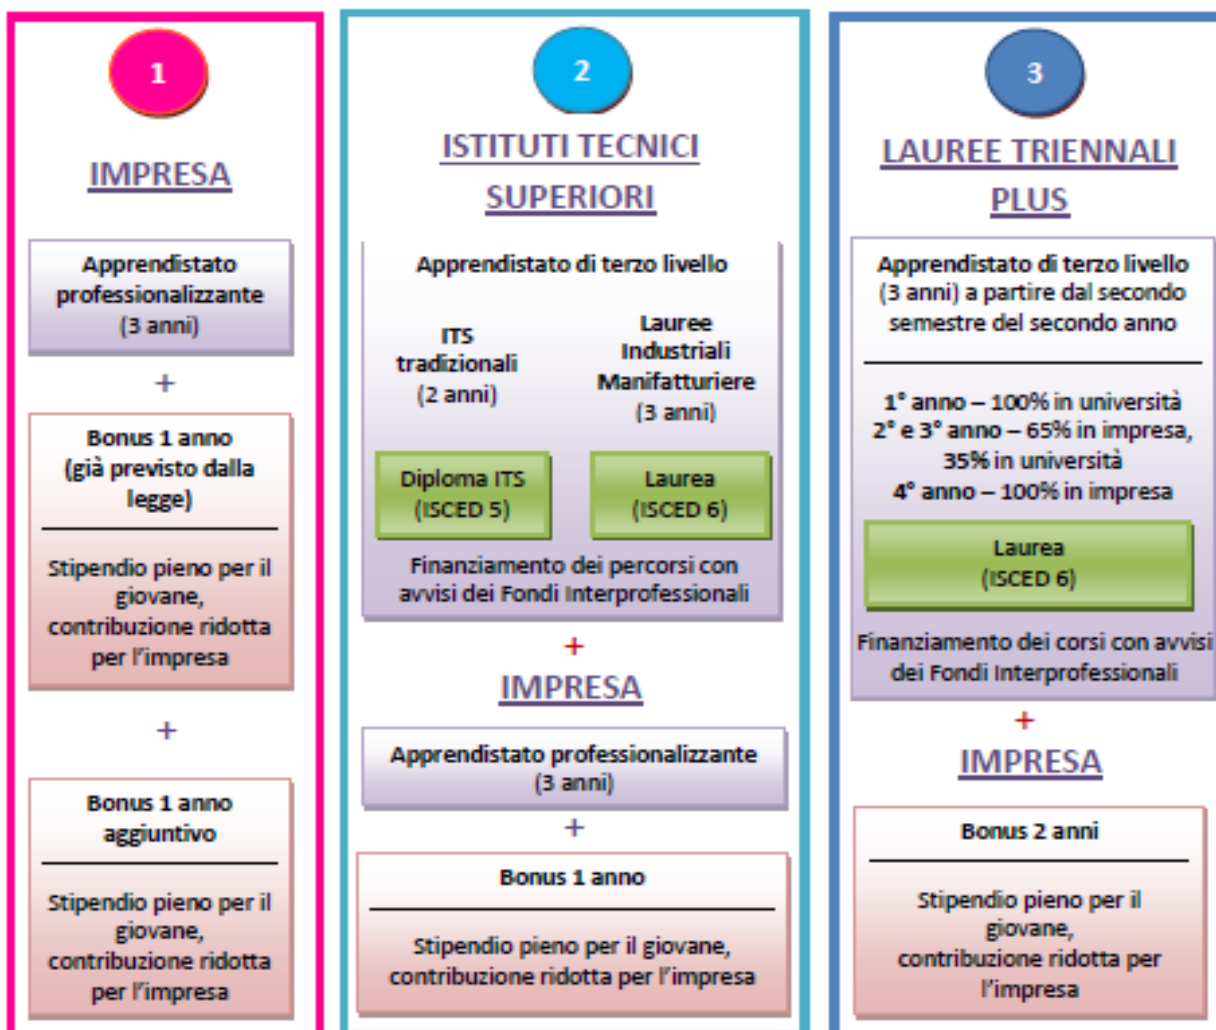 1
IMPRESA
Apprendistato
professionalizzante
(3 anni)
+
Bonus 1 anno
(già previsto dalla
legge)
Stipendio pieno per il
giovane,
contribuzione ridotta
per l'impresa
+
Bonus 1 anno
aggiuntivo
Stipendio pieno per il
giovane,
contribuzione ridotta
per l'impresa
2
ISTITUTI TECNICI
SUPERIORI
Apprendistato di terzo livello
ITS
tradizionali
(2 anni)
Lauree
Industriali
Manifatturiere
(3 anni)
Diploma ITS
(ISCED 5)
Laurea
(ISCED 6)
Finanziamento dei percorsi con
avvisi dei Fondi Interprofessionali
+
IMPRESA
Apprendistato professionalizzante
(3 anni)
+
Bonus 1 anno
Stipendio pieno per il giovane,
contribuzione ridotta per l'impresa
3
LAUREE TRIENNALI
PLUS
Apprendistato di terzo livello
(3 anni) a partire dal secondo
semestre del secondo anno
1° anno – 100% in università
2° e 3° anno – 65% in impresa,
35% in università
4° anno – 100% in impresa
Laurea
(ISCED 6)
Finanziamento dei corsi con avvisi
dei Fondi Interprofessionali
+
IMPRESA
Bonus 2 anni
Stipendio pieno per il
giovane,
contribuzione ridotta per
l'impresa